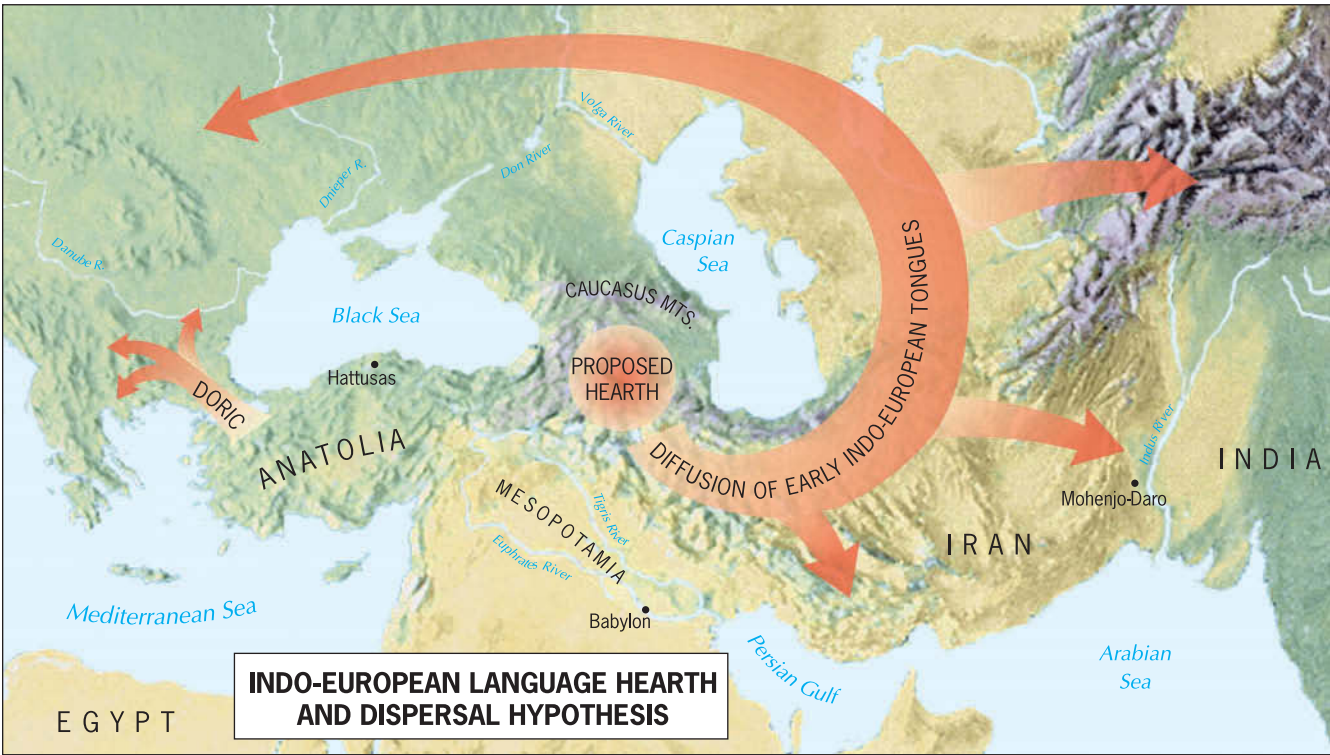 Volga River
Don River
Dnieper R.
Danube R.
Caspian
Sea
CAUCASUS MTS.
Black Sea
Hattusas
PROPOSED
HEARTH
DORIC
ANATOLIA
DIFFUSION OF EARLY INDO-EUROPEAN TONGUES
MESOPOTAMIA
Tigris River
Euphrates River
Babylon
IRAN
Indus River
INDIA
Mohenjo-Daro
Mediterranean Sea
Persian Gulf
Arabian
Sea
EGYPT
INDO-EUROPEAN LANGUAGE HEARTH
AND DISPERSAL HYPOTHESIS